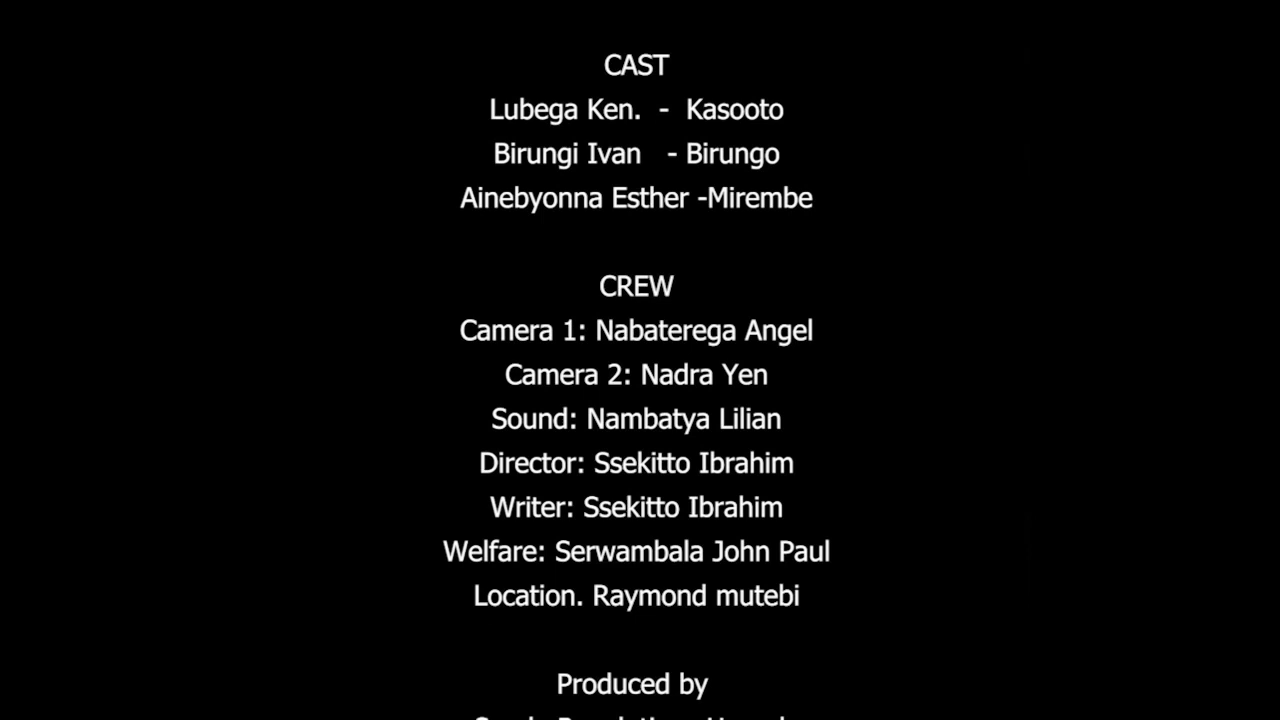 CAST
Lubega Ken.  -  Kasooto
Birungi Ivan   - Birungo
Ainebyonna Esther -Mirembe
CREW
Camera 1: Nabaterega Angel
Camera 2: Nadra Yen
Sound: Nambatya Lilian
Director: Ssekitto Ibrahim
Writer: Ssekitto Ibrahim
Welfare: Serwambala John Paul
Location. Raymond mutebi
Produced by